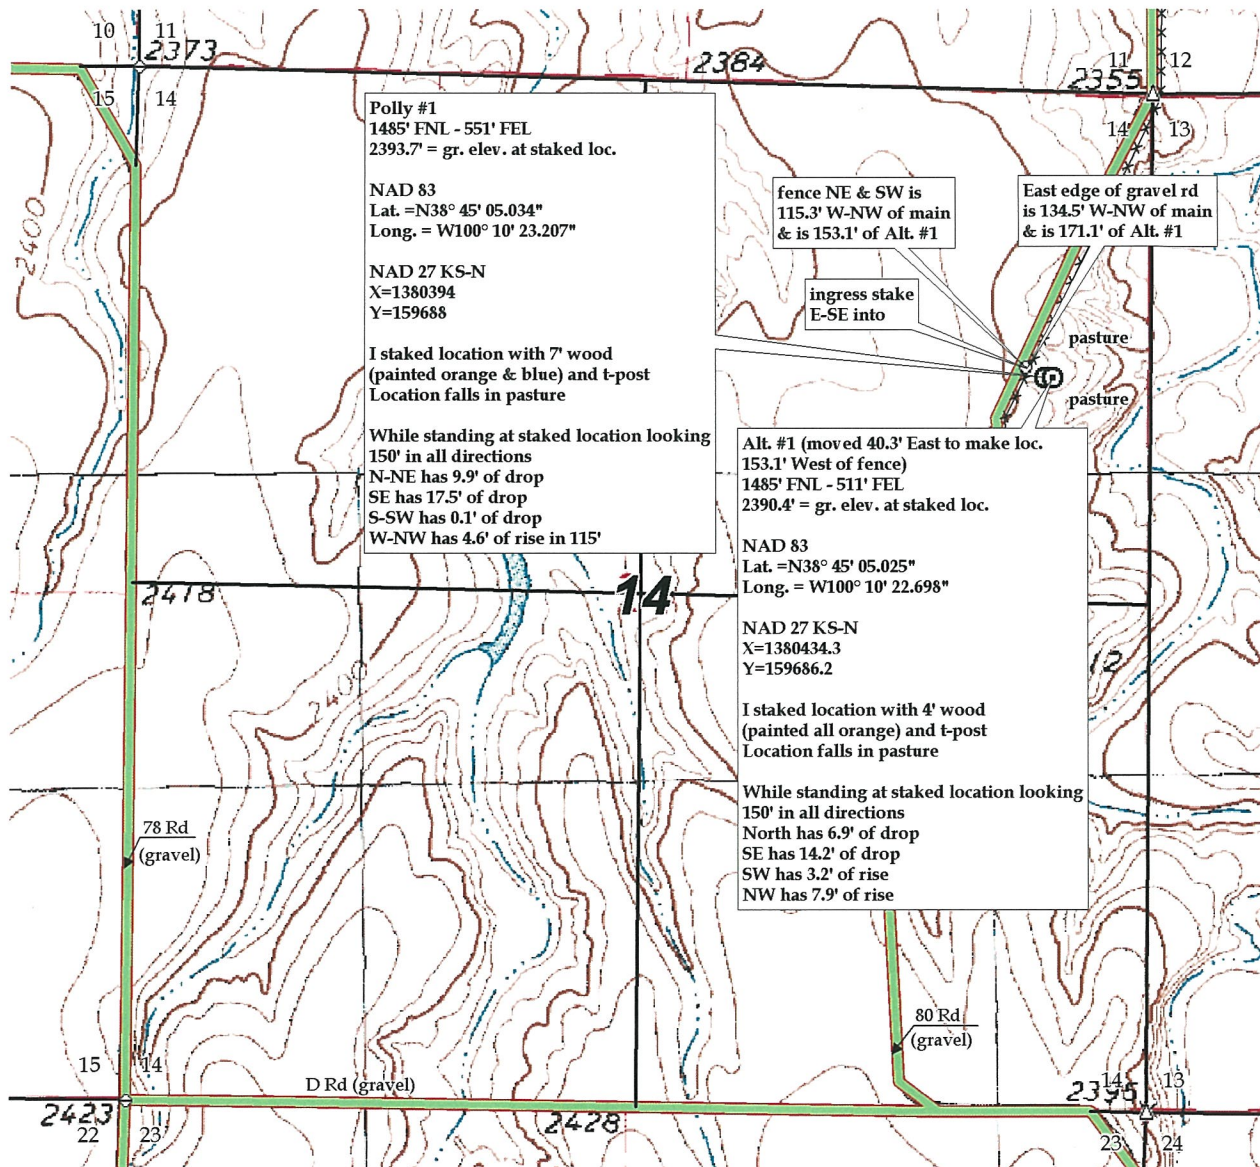 10 11
2373
15 14
2384
11 12
2355
14 13
Polly #1
1485' FNL - 551' FEL
2393.7' = gr. elev. at staked loc.
NAD 83
Lat. =N38° 45' 05.034"
Long. = W100° 10' 23.207"
NAD 27 KS-N
X=1380394
Y=159688
I staked location with 7' wood
(painted orange & blue) and t-post
Location falls in pasture
While standing at staked location looking
150' in all directions
N-NE has 9.9' of drop
SE has 17.5' of drop
S-SW has 0.1' of drop
W-NW has 4.6' of rise in 115'
fence NE & SW is
115.3' W-NW of main
& is 153.1' of Alt. #1
East edge of gravel rd
is 134.5' W-NW of main
& is 171.1' of Alt. #1
ingress stake
E-SE into
pasture
pasture
2400
Alt. #1 (moved 40.3' East to make loc.
153.1' West of fence)
1485' FNL - 511' FEL
2390.4' = gr. elev. at staked loc.
NAD 83
Lat. =N38° 45' 05.025"
Long. = W100° 10' 22.698"
NAD 27 KS-N
X=1380434.3
Y=159686.2
I staked location with 4' wood
(painted all orange) and t-post
Location falls in pasture
While standing at staked location looking
150' in all directions
North has 6.9' of drop
SE has 14.2' of drop
SW has 3.2' of rise
NW has 7.9' of rise
2418
14
2400
78 Rd
(gravel)
80 Rd
(gravel)
15 14
D Rd (gravel)
2423
22 23
2428
14 13
2395
23 24